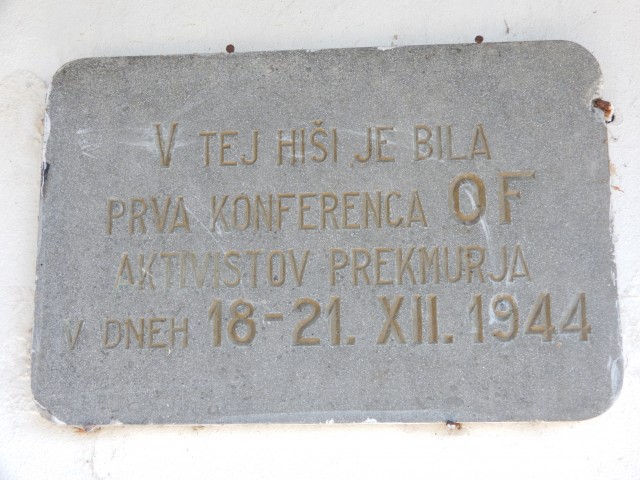 V TEJ HIŠI JE BILA
PRVA KONFERENCA OF
AKTIVISTOV PREKMURJA
V DNEH 18-21. XII. 1944